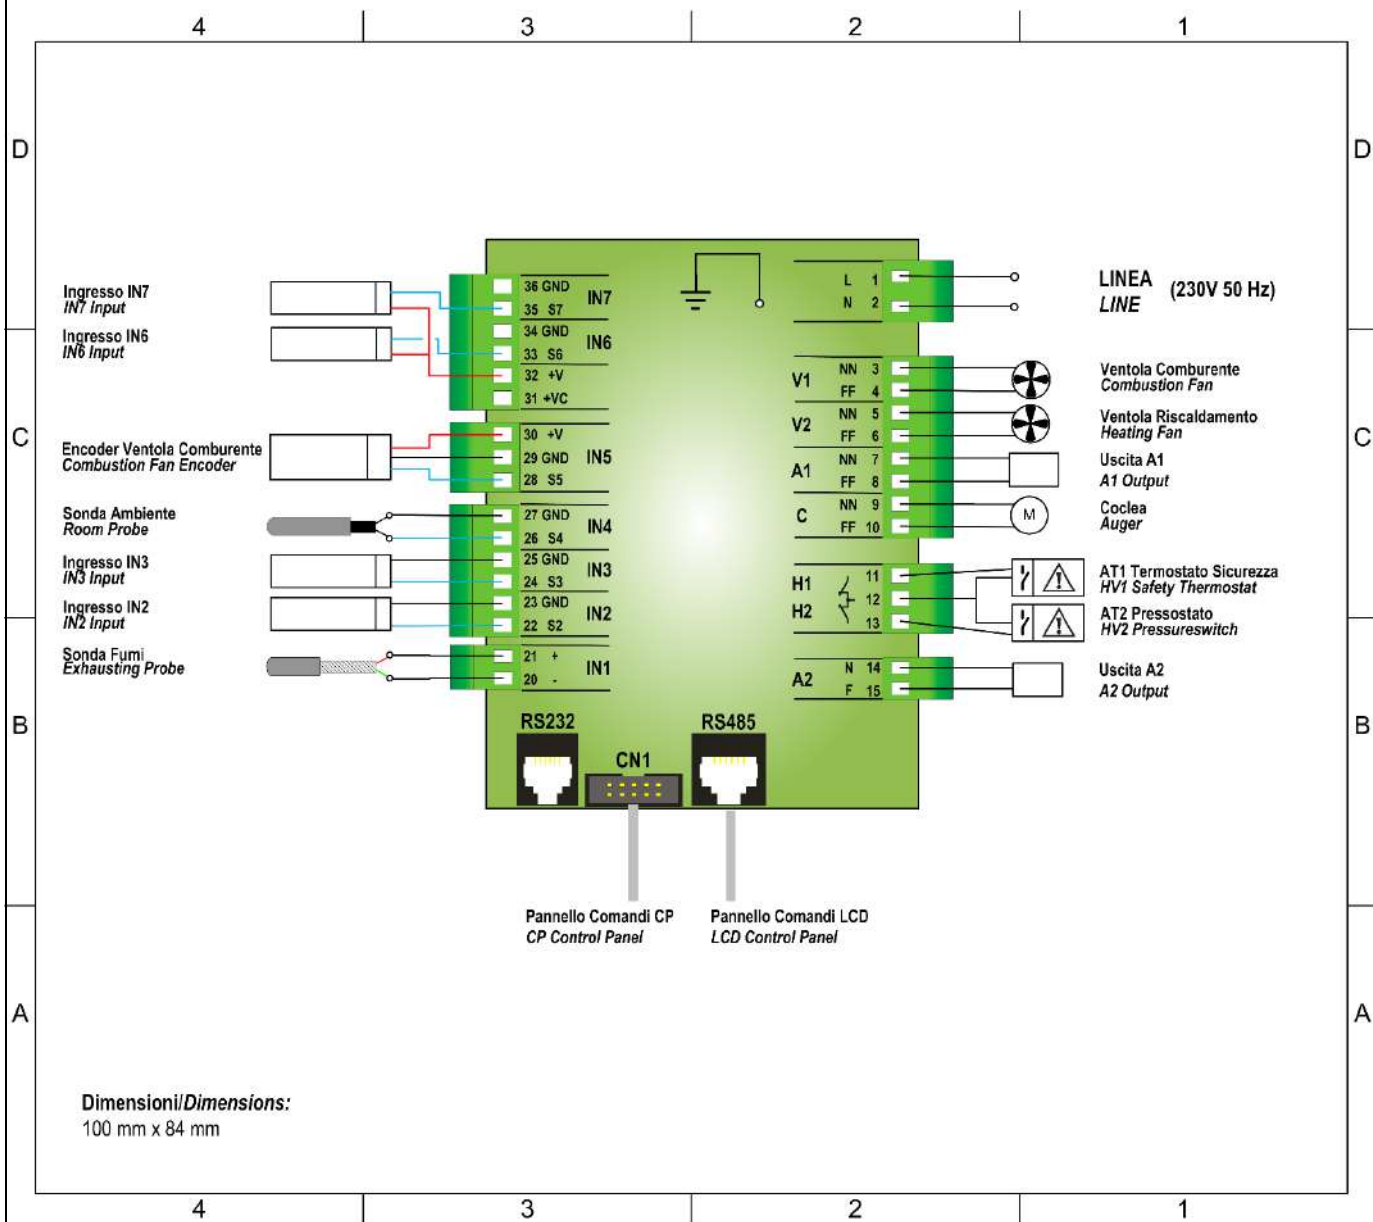 4 3 2 1
D D
C C
B B
A A
Ingresso IN7
IN7 Input
Ingresso IN6
IN6 Input
Encoder Ventola Comburente
Combustion Fan Encoder
Sonda Ambiente
Room Probe
Ingresso IN3
IN3 Input
Ingresso IN2
IN2 Input
Sonda Fumi
Exhausting Probe
36 GND
35 S7
IN7
34 GND
33 S6
IN6
32 +V
31 +VC
30 +V
29 GND
28 S5
IN5
27 GND
26 S4
IN4
25 GND
24 S3
IN3
23 GND
22 S2
IN2
21 +
20 -
IN1
L 1
N 2
V1
NN 3
FF 4
V2
NN 5
FF 6
A1
NN 7
FF 8
C
NN 9
FF 10
H1
H2
11
12
13
A2
N 14
F 15
LINEA
LINE
(230V 50 Hz)
Ventola Comburente
Combustion Fan
Ventola Riscaldamento
Heating Fan
Uscita A1
A1 Output
M
Coclea
Auger
AT1 Termostato Sicurezza
HV1 Safety Thermostat
AT2 Pressostato
HV2 Pressureswitch
Uscita A2
A2 Output
RS232
CN1
RS485
Pannello Comandi CP
CP Control Panel
Pannello Comandi LCD
LCD Control Panel
Dimensioni/Dimensions:
100 mm x 84 mm
4 3 2 1